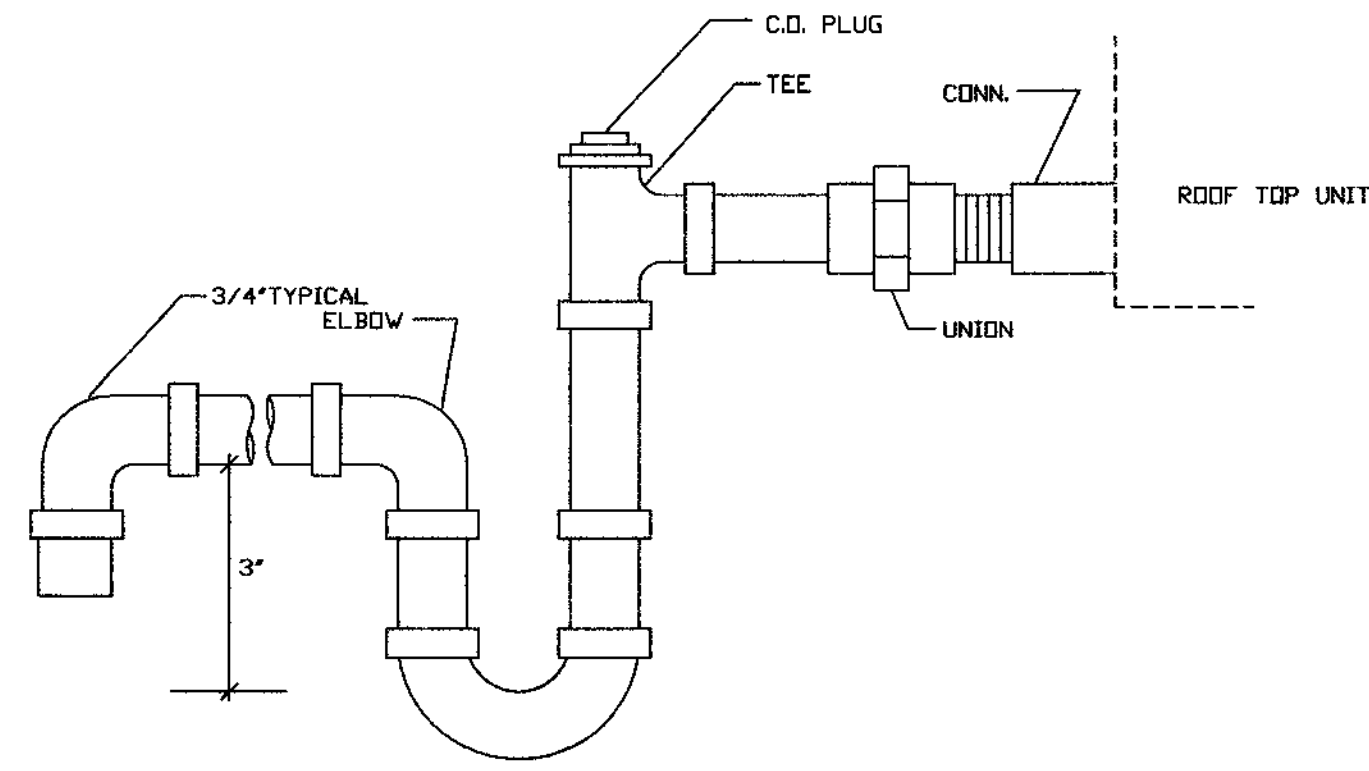 C.O. PLUG
TEE
CONN.
ROOF TOP UNIT
3/4"TYPICAL
ELBOW
UNION
3"